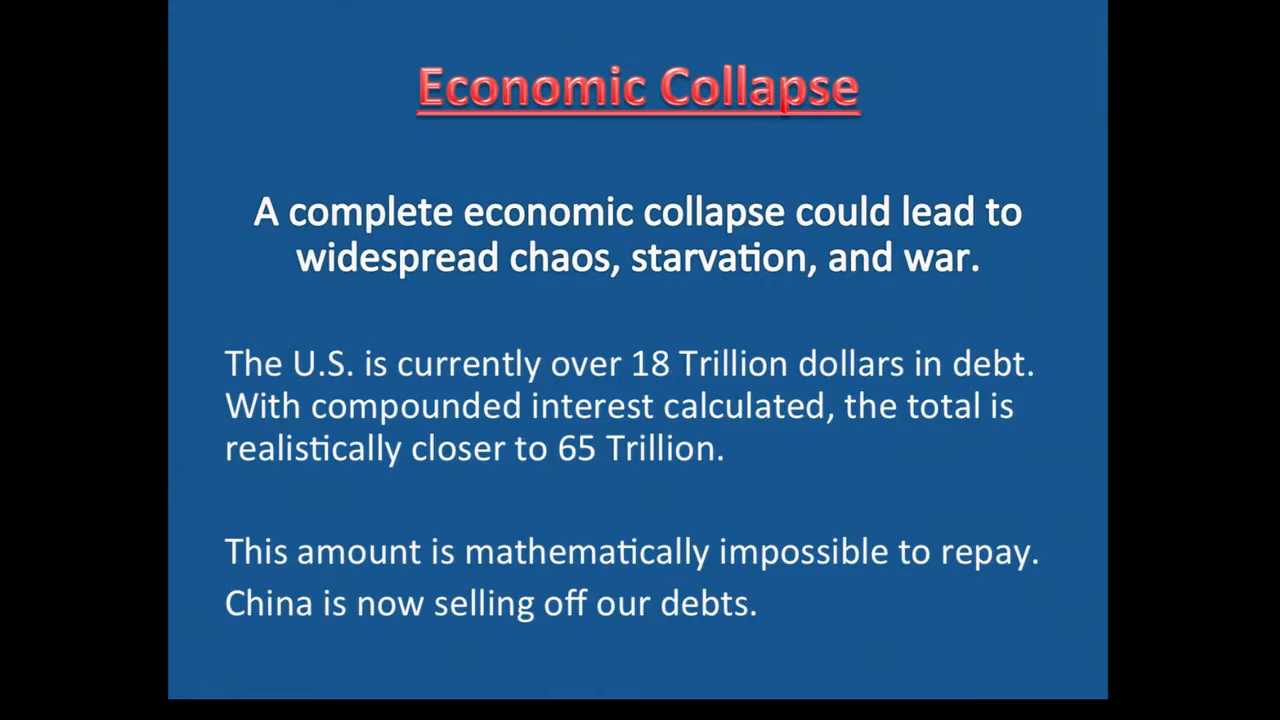 Economic Collapse
A complete economic collapse could lead to
widespread chaos, starvation, and war.
The U.S. is currently over 18 Trillion dollars in debt.
With compounded interest calculated, the total is
realistically closer to 65 Trillion.
This amount is mathematically impossible to repay.
China is now selling off our debts.